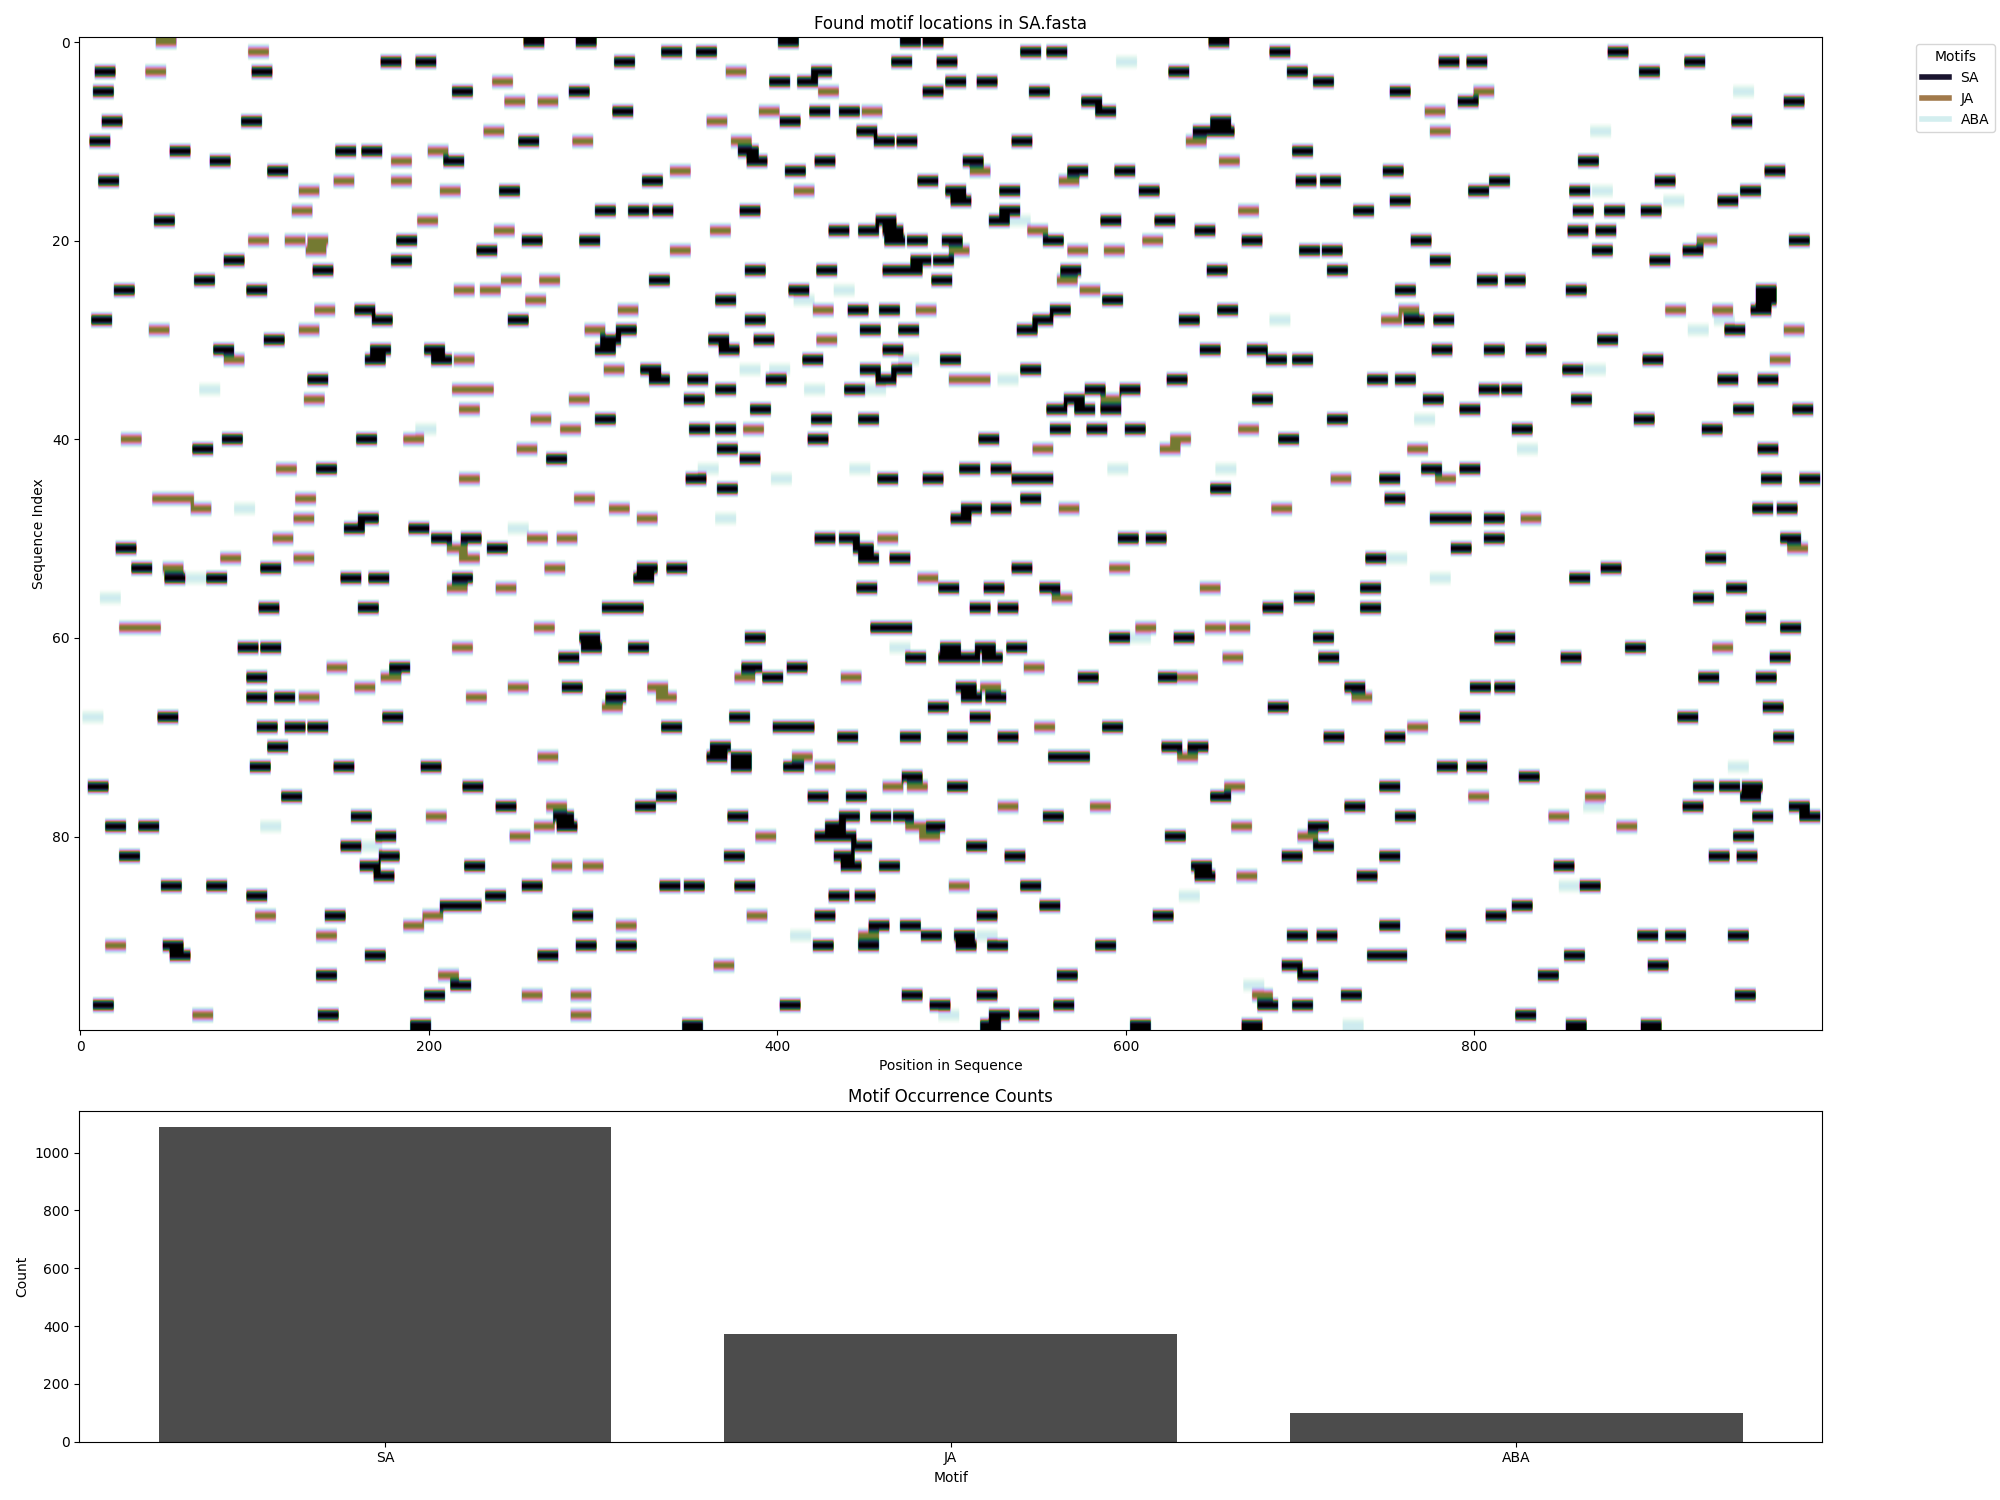 Found motif locations in SA.fasta
Motifs
SA
JA
ABA
Sequence Index
0
20
40
60
80
0 200 400 600 800
Position in Sequence
Motif Occurrence Counts
Count
1000
800
600
400
200
0
SA JA ABA
Motif